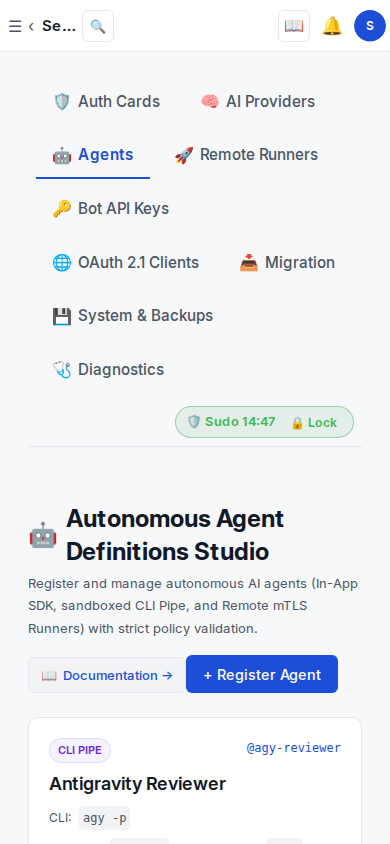 Se...
S
Auth Cards
AI Providers
Agents
Remote Runners
Bot API Keys
OAuth 2.1 Clients
Migration
System & Backups
Diagnostics
Sudo 14:47
Lock
Autonomous Agent
Definitions Studio
Register and manage autonomous AI agents (In-App
SDK, sandboxed CLI Pipe, and Remote mTLS
Runners) with strict policy validation.
Documentation →
+ Register Agent
CLI PIPE
@agy-reviewer
Antigravity Reviewer
CLI: agy -p